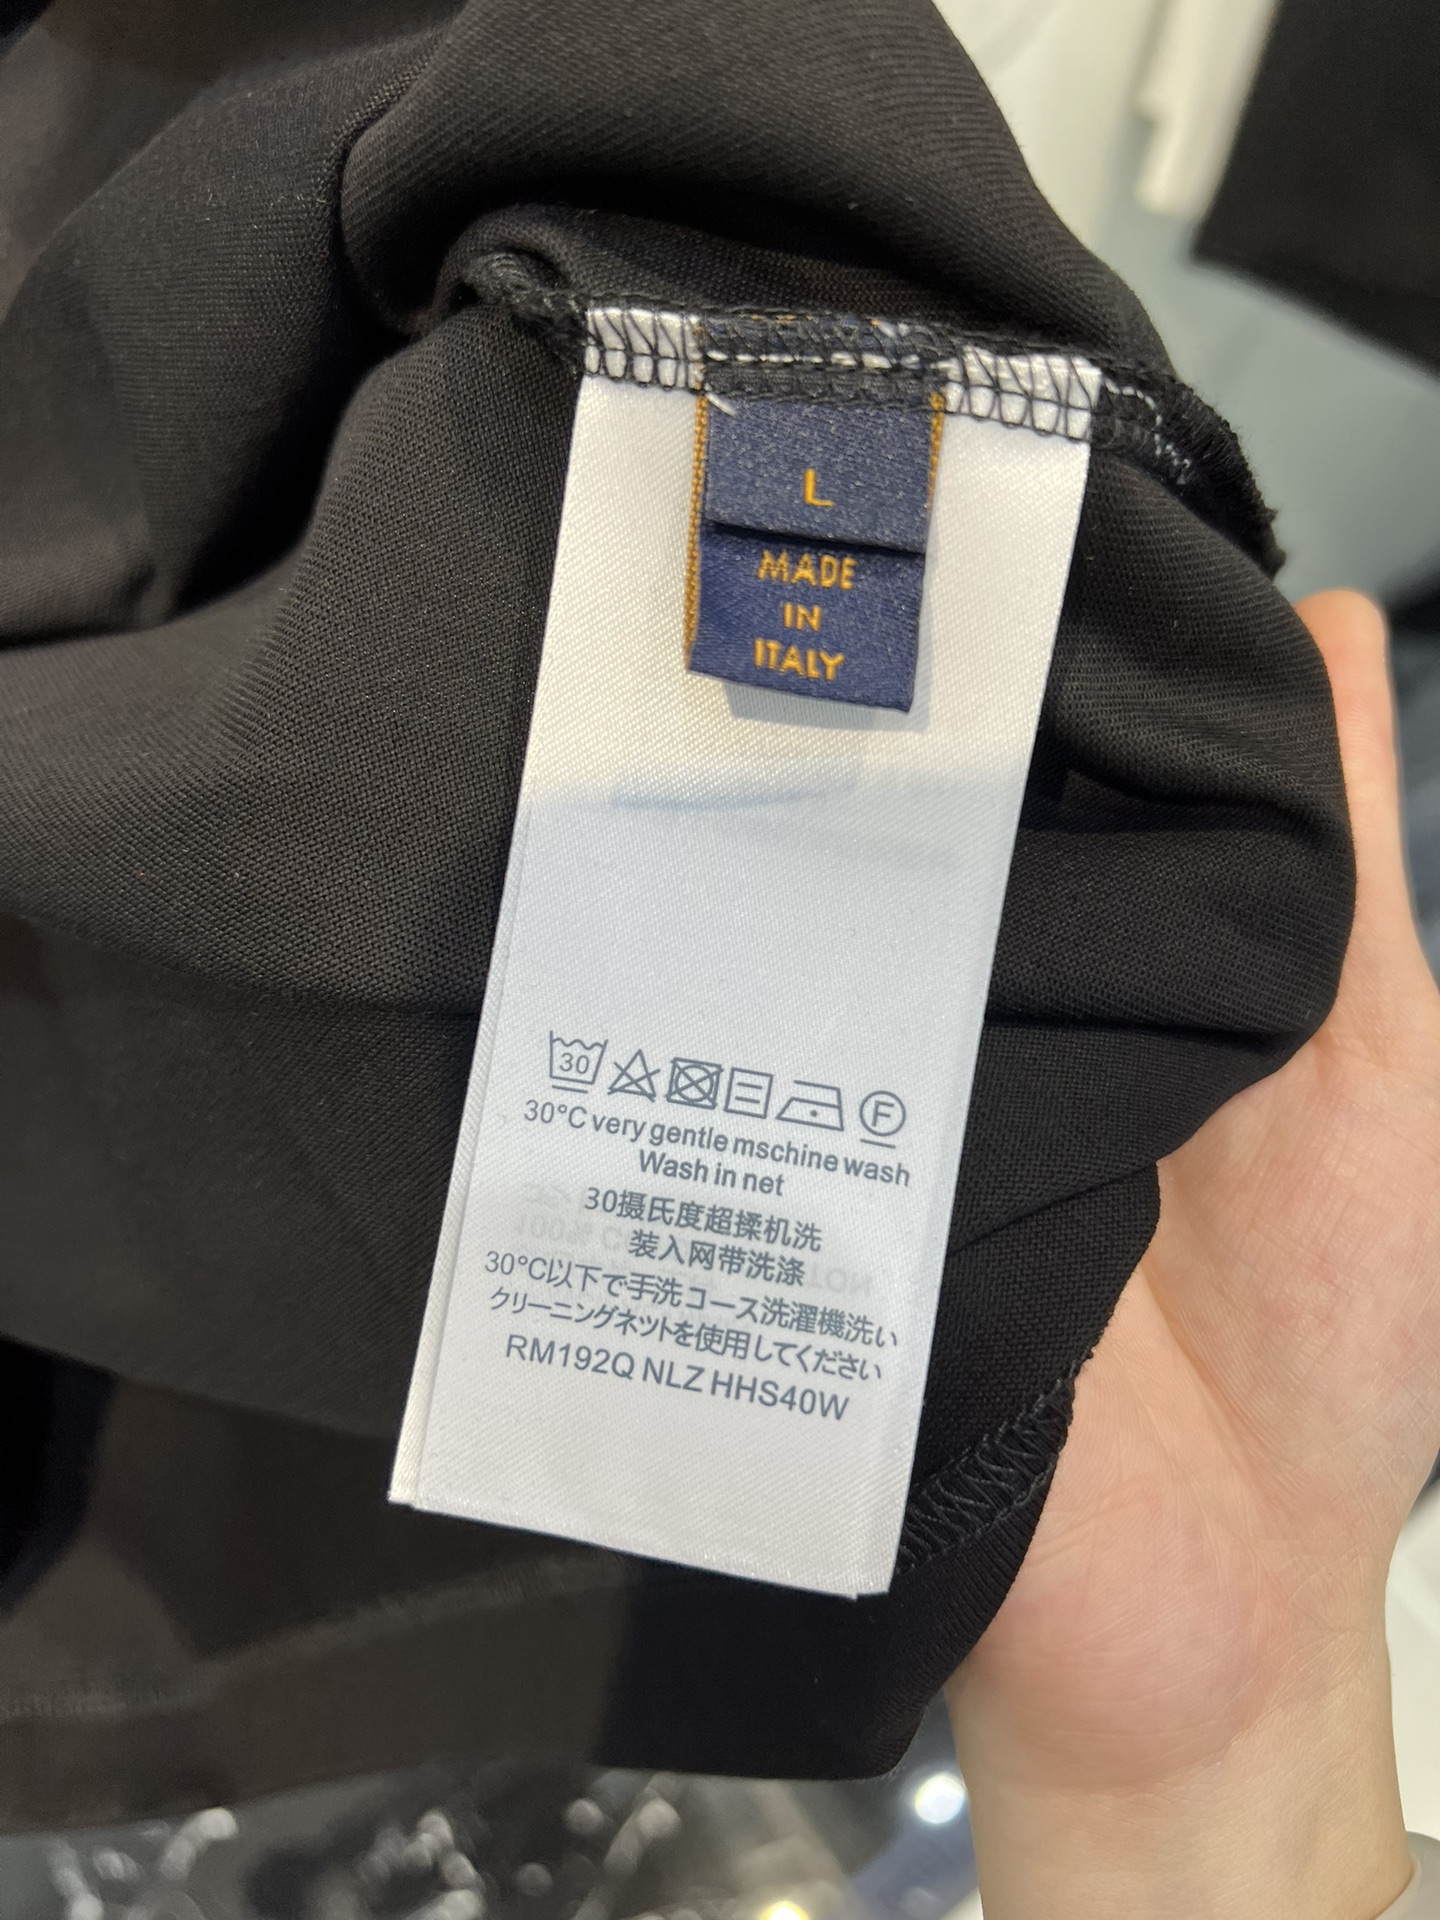 L
MADE
IN
ITALY
30
F
30°C very gentle mschine wash
Wash in net
30摄氏度超揉机洗
装入网带洗涤
30°C以下で手洗コース洗濯機洗い
クリーニングネットを使用してください
RM192Q NLZ HHS40W